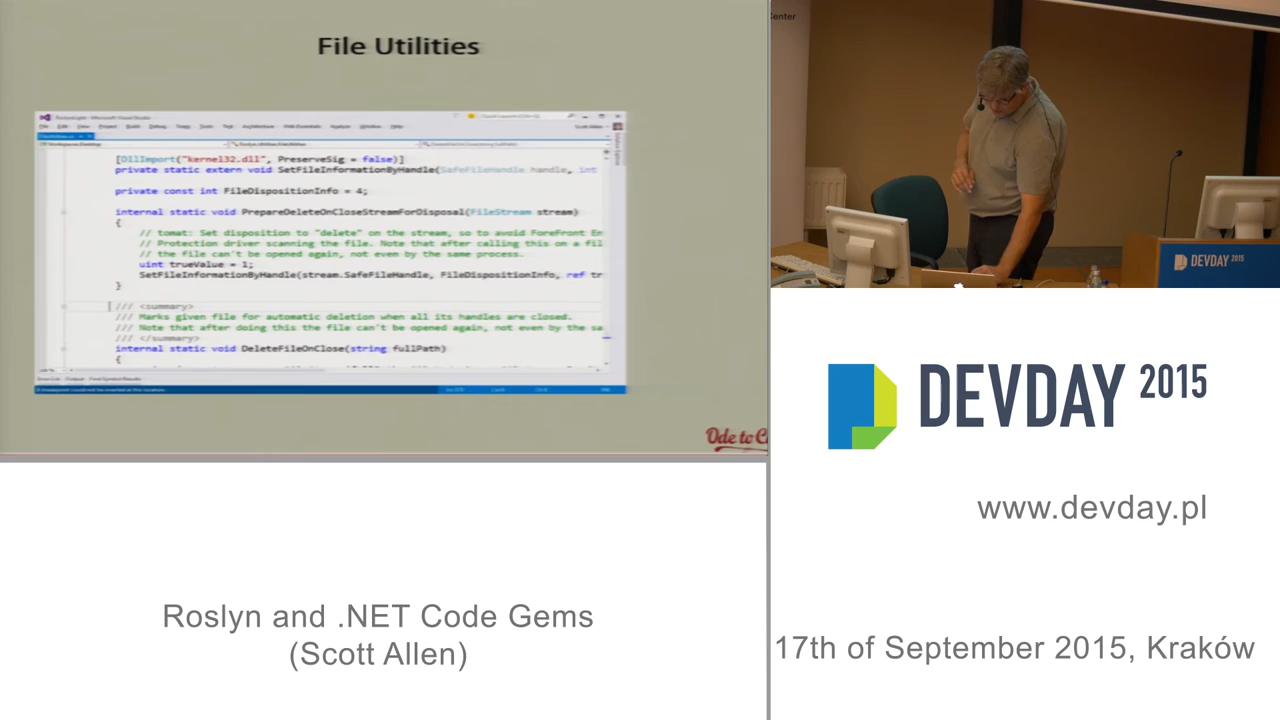 File Utilities
[DllImport("kernel32.dll", PreserveSig = false)]
private static extern void SetFileInformationByHandle(SafeFileHandle handle, int
private const int FileDispositionInfo = 4;
internal static void PrepareDeleteOnCloseStreamForDisposal(FileStream stream)
{
// tomat: Set disposition to "delete" on the stream, so to avoid ForeFront En
// Protection driver scanning the file. Note that after calling this on a fil
// the file can't be opened again, not even by the same process.
uint trueValue = 1;
SetFileInformationByHandle(stream.SafeFileHandle, FileDispositionInfo, ref tr
}
/// <summary>
/// Marks given file for automatic deletion when all its handles are closed.
/// Note that after doing this the file can't be opened again, not even by the sa
/// </summary>
internal static void DeleteFileOnClose(string fullPath)
{
Ode to C
Center
DEVDAY 2015
DEVDAY 2015
www.devday.pl
Roslyn and .NET Code Gems
(Scott Allen)
17th of September 2015, Kraków